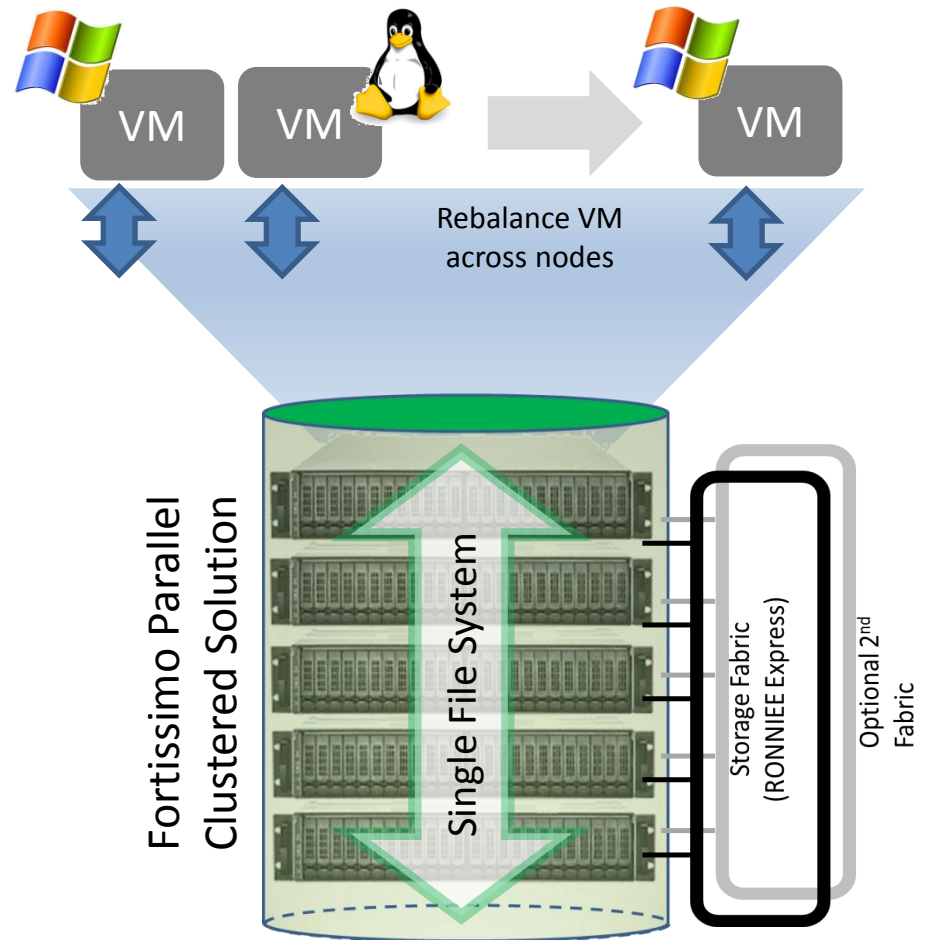 VM
VM
VM
Rebalance VM
across nodes
Fortissimo Parallel
Clustered Solution
Single File System
Storage Fabric
(RONNIEE Express)
Optional 2nd
Fabric